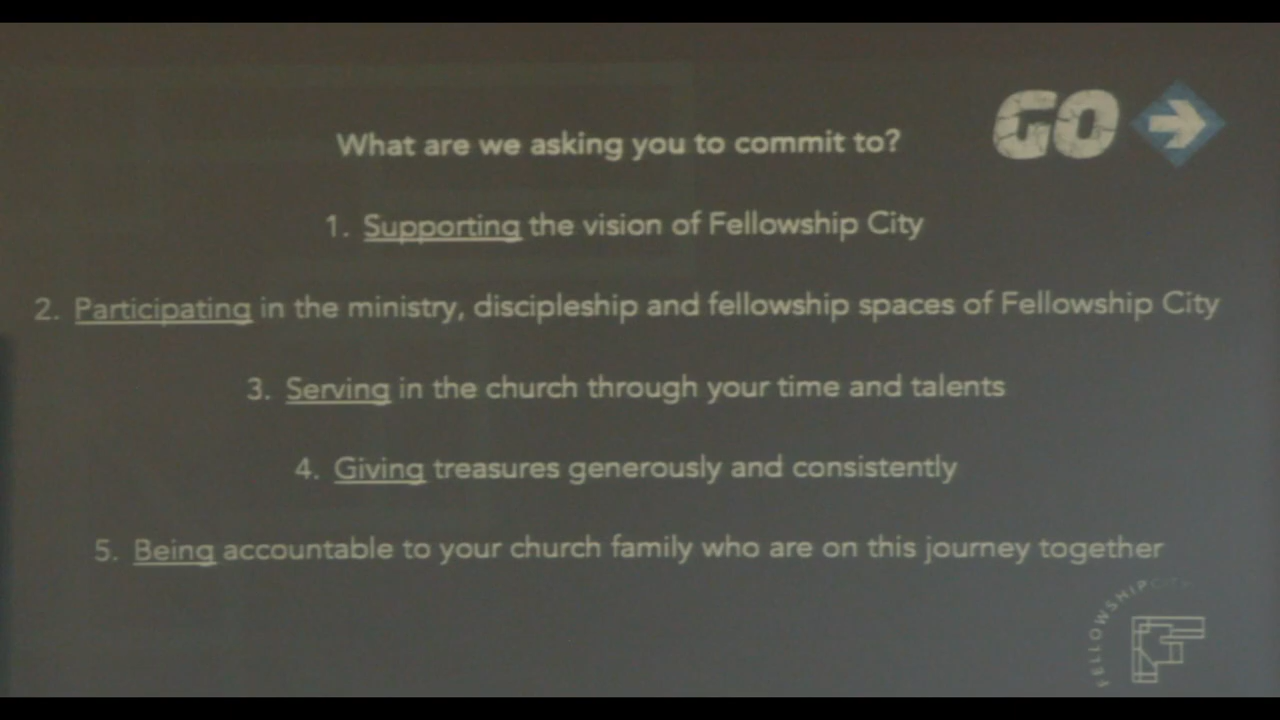 GO
What are we asking you to commit to?
1. Supporting the vision of Fellowship City
2. Participating in the ministry, discipleship and fellowship spaces of Fellowship City
3. Serving in the church through your time and talents
4. Giving treasures generously and consistently
5. Being accountable to your church family who are on this journey together
FELLOWSHIP CITY